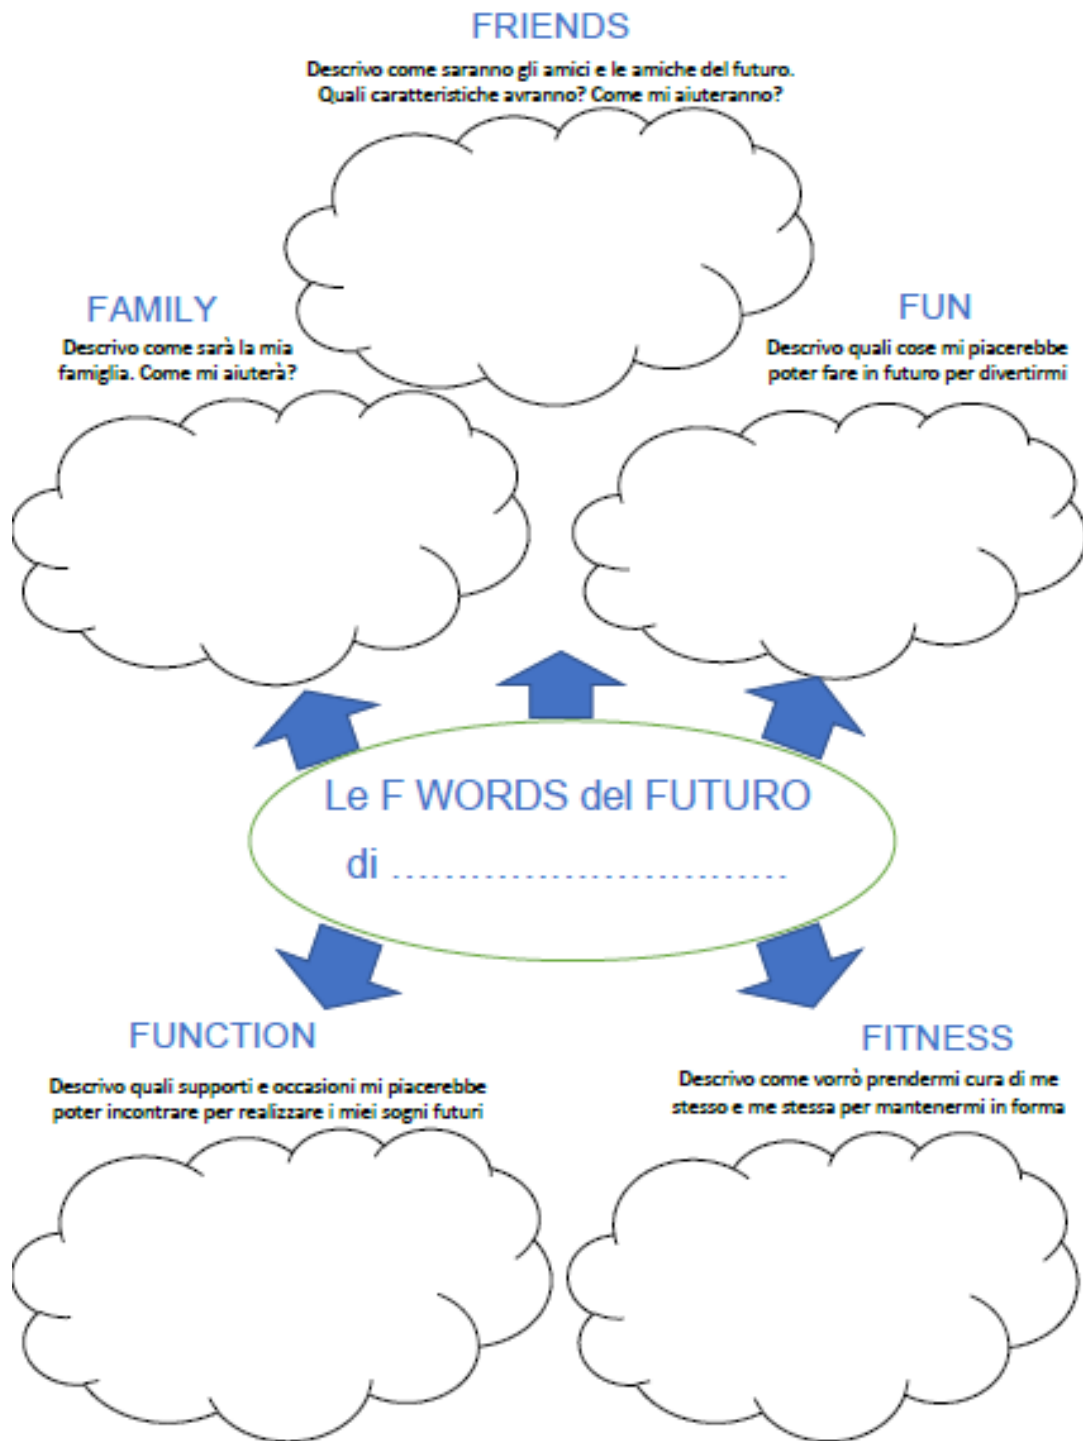 FRIENDS
Descrivo come saranno gli amici e le amiche del futuro.
Quali caratteristiche avranno? Come mi aiuteranno?
FAMILY
Descrivo come sarà la mia
famiglia. Come mi aiuterà?
FUN
Descrivo quali cose mi piacerebbe
poter fare in futuro per divertirmi
Le F WORDS del FUTURO
di ..............................
FUNCTION
Descrivo quali supporti e occasioni mi piacerebbe
poter incontrare per realizzare i miei sogni futuri
FITNESS
Descrivo come vorrò prendermi cura di me
stesso e me stessa per mantenermi in forma